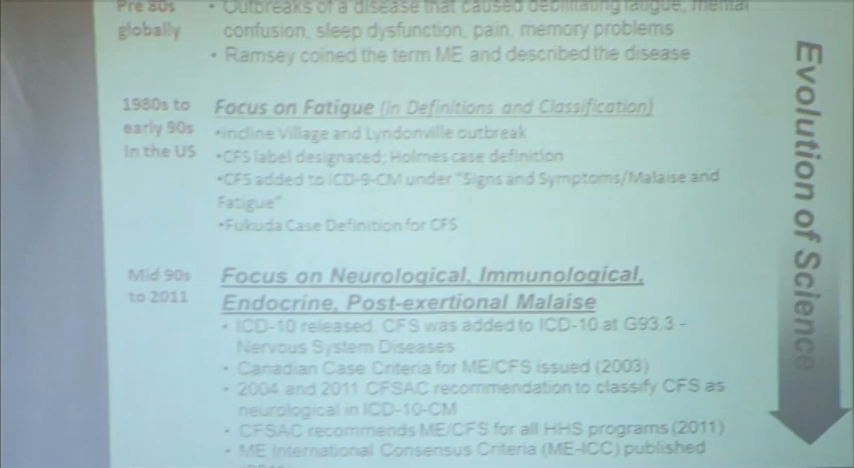 Pre 80s
globally
• Outbreaks of a disease that caused debilitating fatigue, mental
confusion, sleep dysfunction, pain, memory problems
• Ramsey coined the term ME and described the disease
1980s to
early 90s
In the US
Focus on Fatigue (in Definitions and Classification)
•Incline Village and Lyndonville outbreak
•CFS label designated; Holmes case definition
•CFS added to ICD-9-CM under "Signs and Symptoms/Malaise and
Fatigue"
•Fukuda Case Definition for CFS
Mid 90s
to 2011
Focus on Neurological, Immunological,
Endocrine, Post-exertional Malaise
• ICD-10 released. CFS was added to ICD-10 at G93.3 -
Nervous System Diseases
• Canadian Case Criteria for ME/CFS issued (2003)
• 2004 and 2011 CFSAC recommendation to classify CFS as
neurological in ICD-10-CM
• CFSAC recommends ME/CFS for all HHS programs (2011)
• ME International Consensus Criteria (ME-ICC) published
Evolution of Science